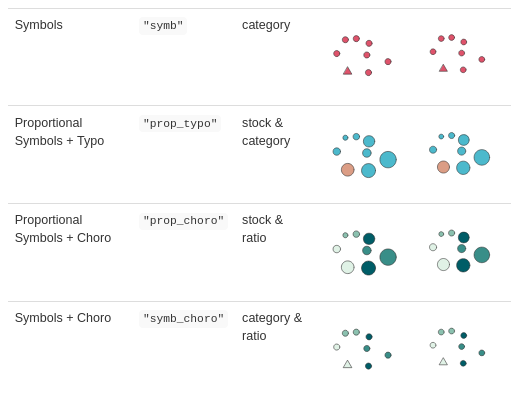 Symbols "symb" category
Proportional "prop_typo" stock &
Symbols + Typo category
Proportional "prop_choro" stock &
Symbols + Choro ratio
Symbols + Choro "symb_choro" category &
ratio